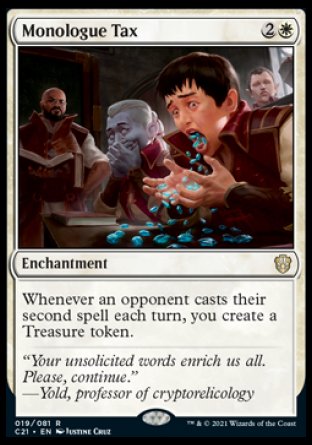 Monologue Tax 2
Enchantment
Whenever an opponent casts their
second spell each turn, you create a
Treasure token.
“Your unsolicited words enrich us all.
Please, continue.”
—Yold, professor of cryptorelicology
019/081 R
C21 • EN Justine Cruz
™ & © 2021 Wizards of the Coast